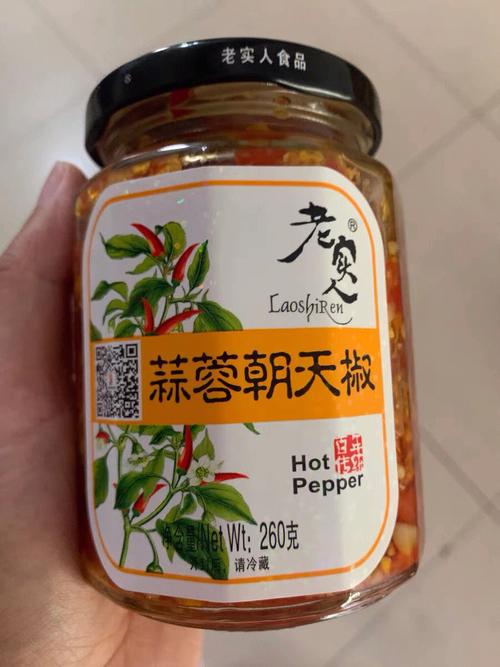 老实人食品
老实人®
LaoshiRen
蒜蓉朝天椒
Hot
Pepper
净含量/Net Wt: 260克
请冷藏